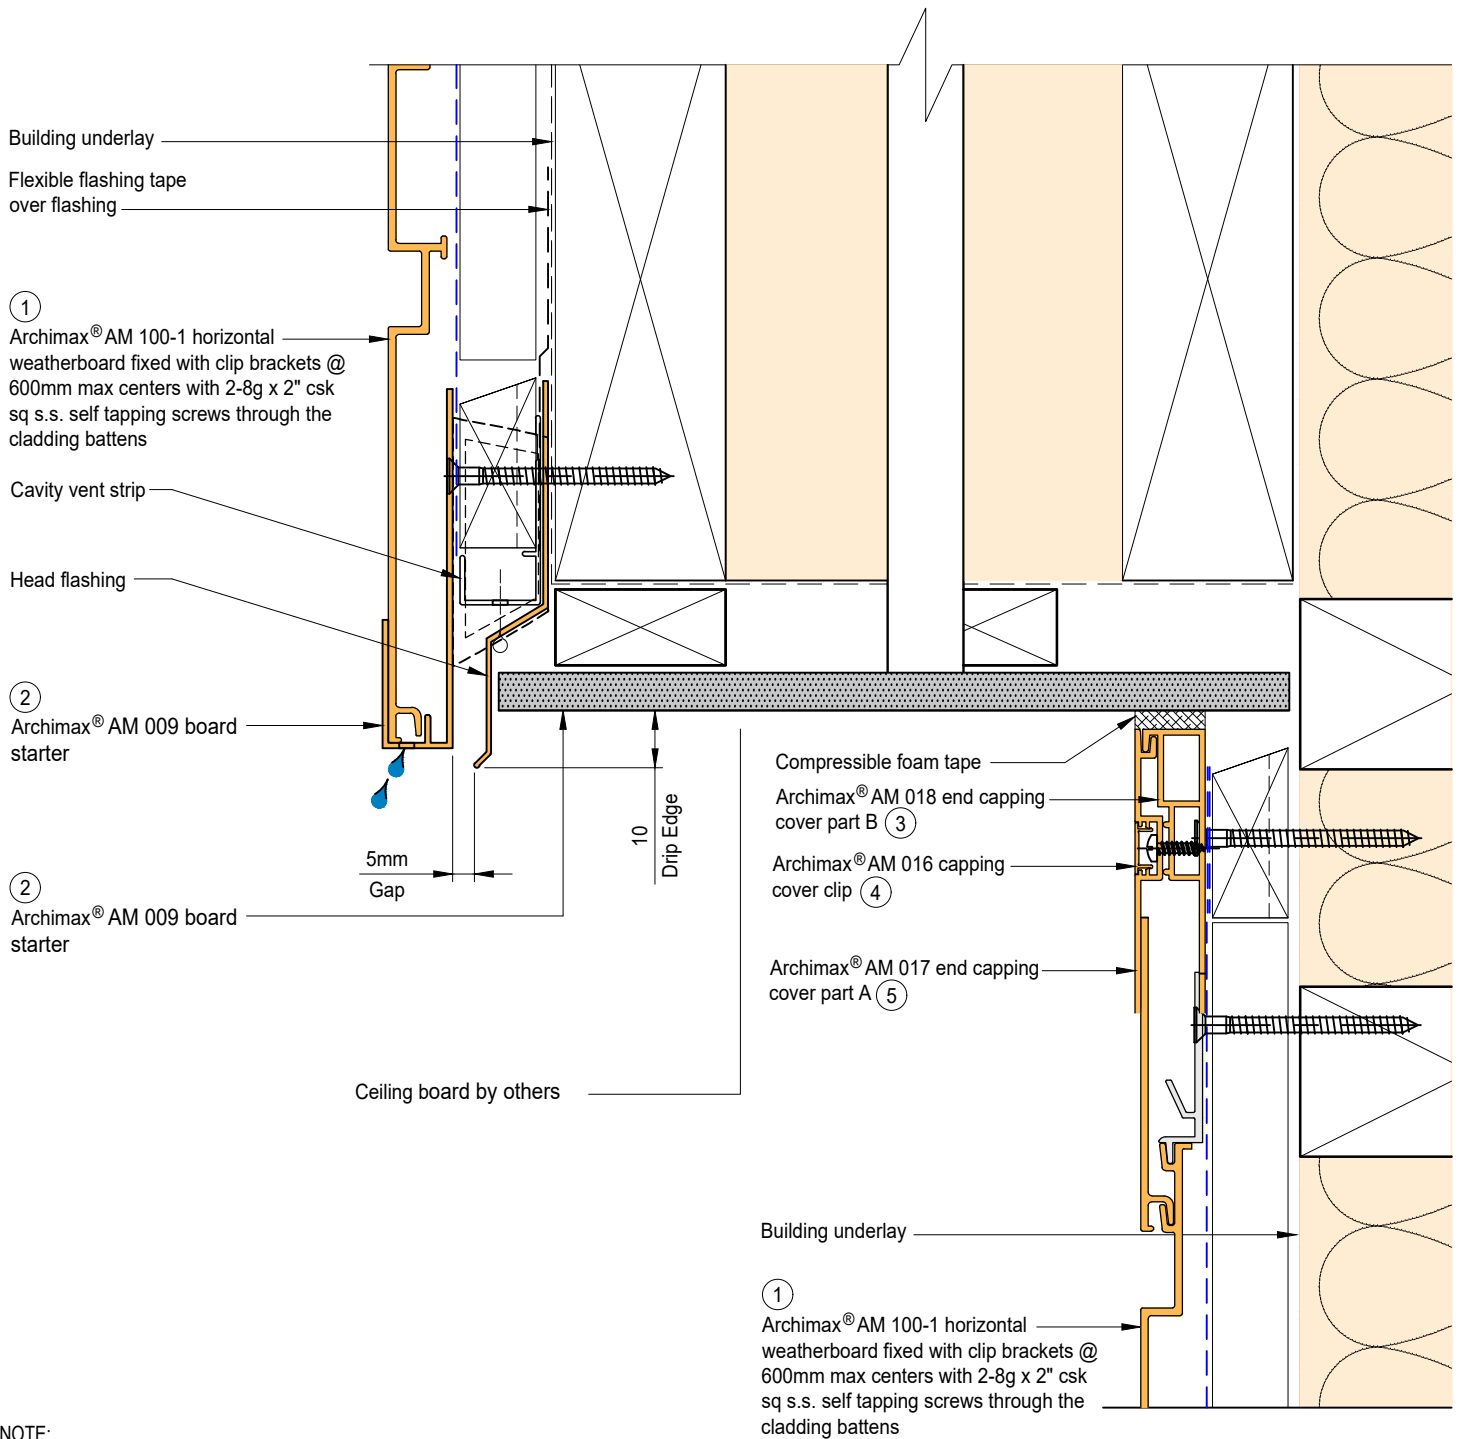 Building underlay
Flexible flashing tape
over flashing
1
Archimax® AM 100-1 horizontal
weatherboard fixed with clip brackets @
600mm max centers with 2-8g x 2" csk
sq s.s. self tapping screws through the
cladding battens
Cavity vent strip
Head flashing
2
Archimax® AM 009 board
starter
2
Archimax® AM 009 board
starter
5mm
Gap
10
Drip Edge
Compressible foam tape
Archimax® AM 018 end capping
cover part B 3
Archimax® AM 016 capping
cover clip 4
Archimax® AM 017 end capping
cover part A 5
Ceiling board by others
Building underlay
1
Archimax® AM 100-1 horizontal
weatherboard fixed with clip brackets @
600mm max centers with 2-8g x 2" csk
sq s.s. self tapping screws through the
cladding battens
NOTE: